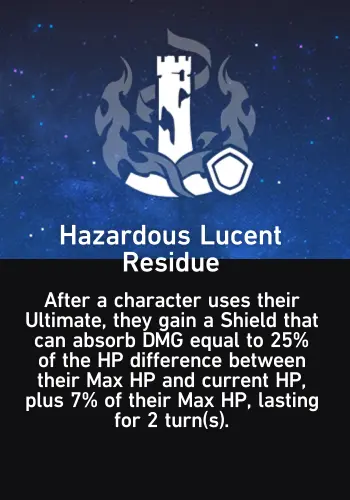 Hazardous Lucent
Residue
After a character uses their
Ultimate, they gain a Shield that
can absorb DMG equal to 25%
of the HP difference between
their Max HP and current HP,
plus 7% of their Max HP, lasting
for 2 turn(s).